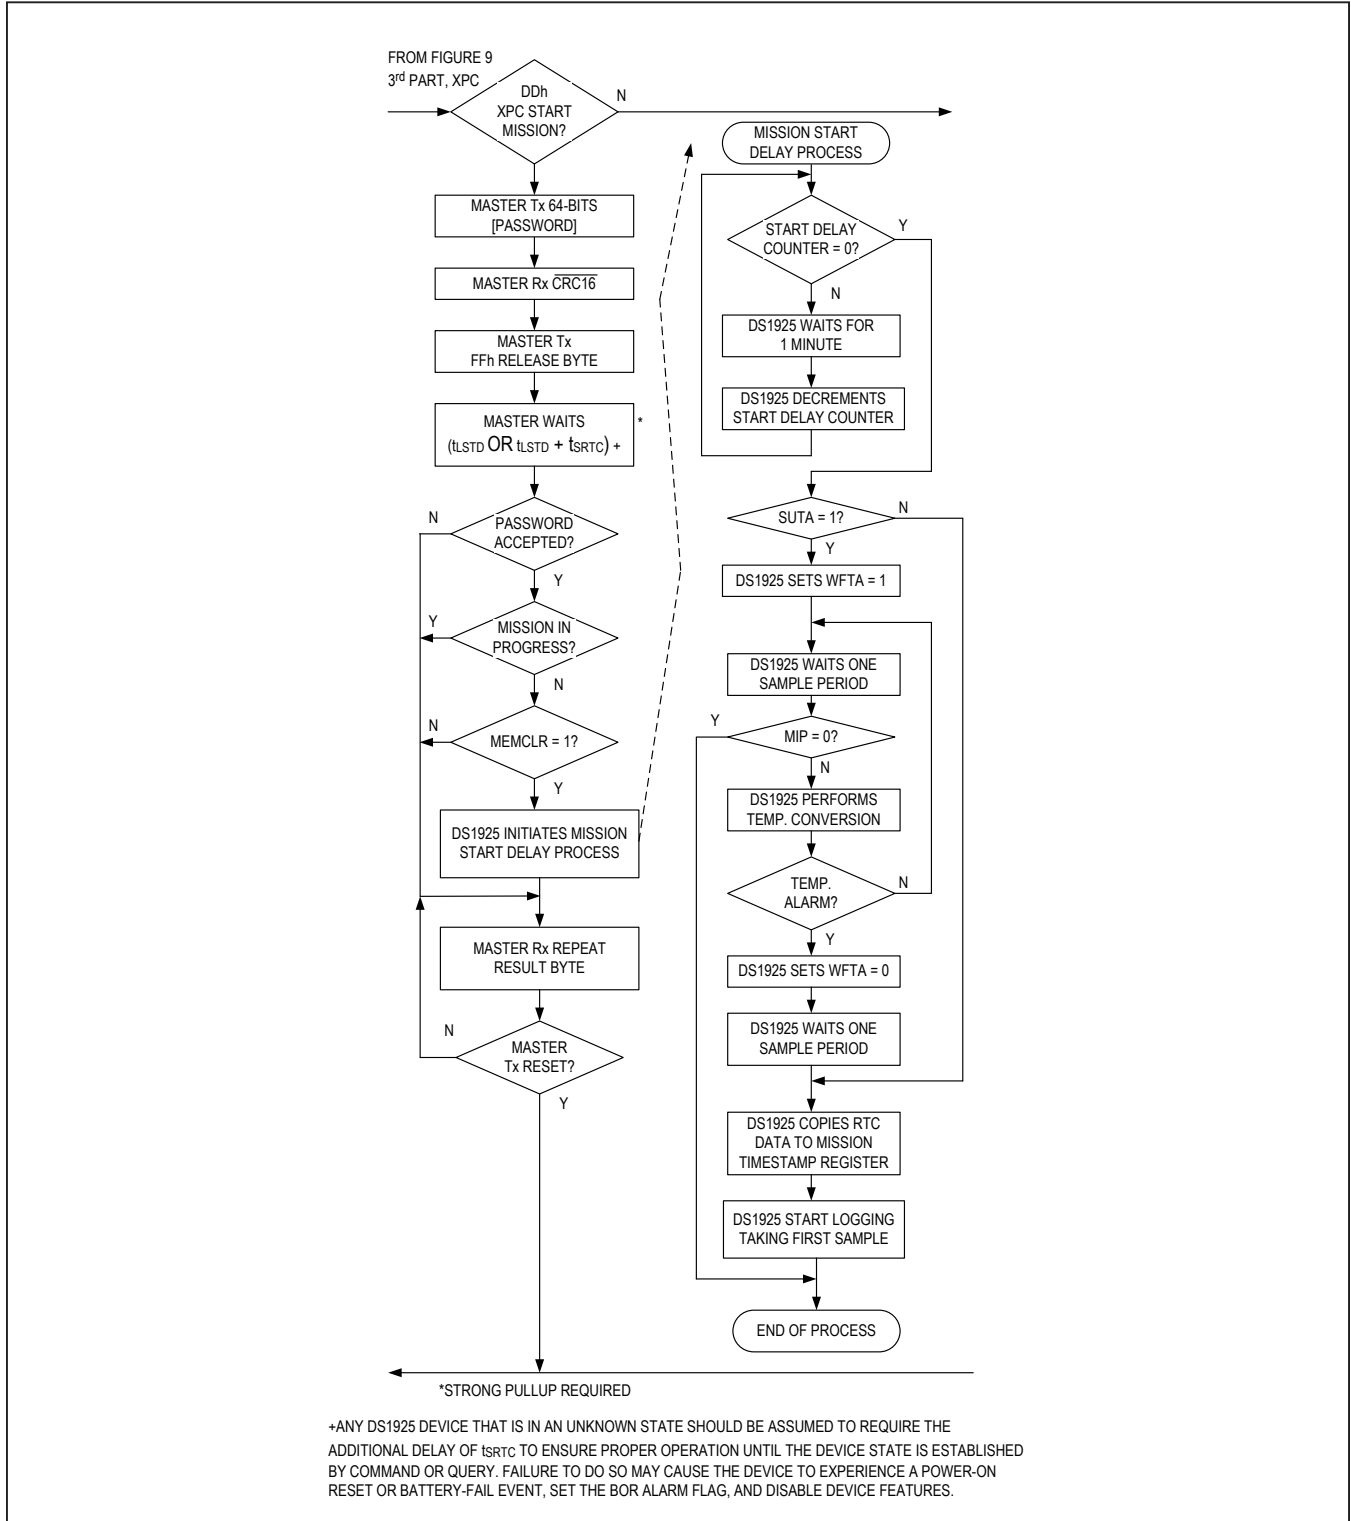 FROM FIGURE 9
3rd PART, XPC
DDh
XPC START
MISSION?
N
MASTER Tx 64-BITS
[PASSWORD]
MASTER Rx CRC16
MASTER Tx
FFh RELEASE BYTE
MASTER WAITS
(tLSTD OR tLSTD + tSRTC) +
*
PASSWORD
ACCEPTED?
N
Y
MISSION IN
PROGRESS?
Y
N
MEMCLR = 1?
N
Y
DS1925 INITIATES MISSION
START DELAY PROCESS
MASTER Rx REPEAT
RESULT BYTE
MASTER
Tx RESET?
N
Y
MISSION START
DELAY PROCESS
START DELAY
COUNTER = 0?
Y
N
DS1925 WAITS FOR
1 MINUTE
DS1925 DECREMENTS
START DELAY COUNTER
SUTA = 1?
N
Y
DS1925 SETS WFTA = 1
DS1925 WAITS ONE
SAMPLE PERIOD
MIP = 0?
Y
N
DS1925 PERFORMS
TEMP. CONVERSION
TEMP.
ALARM?
N
Y
DS1925 SETS WFTA = 0
DS1925 WAITS ONE
SAMPLE PERIOD
DS1925 COPIES RTC
DATA TO MISSION
TIMESTAMP REGISTER
DS1925 START LOGGING
TAKING FIRST SAMPLE
END OF PROCESS
*STRONG PULLUP REQUIRED
+ANY DS1925 DEVICE THAT IS IN AN UNKNOWN STATE SHOULD BE ASSUMED TO REQUIRE THE
ADDITIONAL DELAY OF tSRTC TO ENSURE PROPER OPERATION UNTIL THE DEVICE STATE IS ESTABLISHED
BY COMMAND OR QUERY. FAILURE TO DO SO MAY CAUSE THE DEVICE TO EXPERIENCE A POWER-ON
RESET OR BATTERY-FAIL EVENT, SET THE BOR ALARM FLAG, AND DISABLE DEVICE FEATURES.